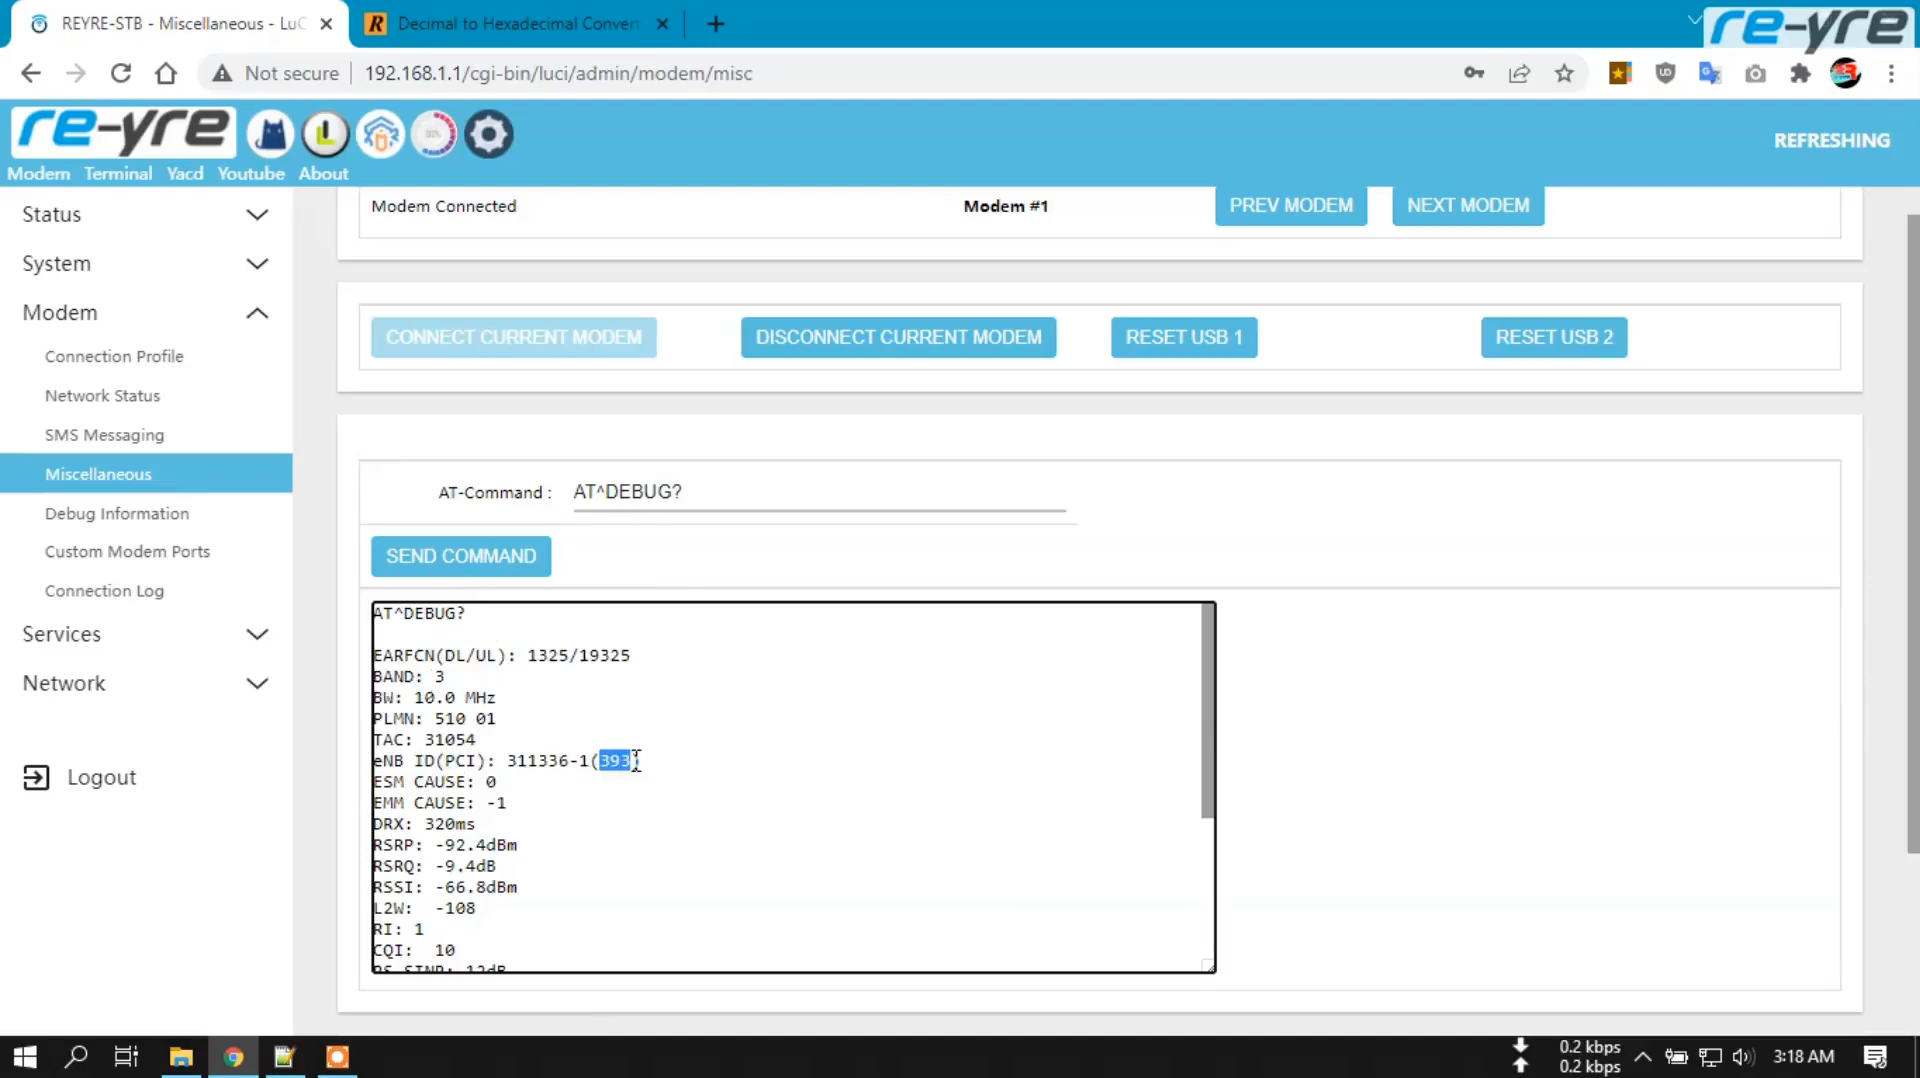 REYRE-STB - Miscellaneous - LuC
Decimal to Hexadecimal Convert
re-yre
Not secure
192.168.1.1/cgi-bin/luci/admin/modem/misc
re-yre
REFRESHING
Modem Terminal Yacd Youtube About
Status
System
Modem
Connection Profile
Network Status
SMS Messaging
Miscellaneous
Debug Information
Custom Modem Ports
Connection Log
Services
Network
Logout
Modem Connected
Modem #1
PREV MODEM
NEXT MODEM
CONNECT CURRENT MODEM
DISCONNECT CURRENT MODEM
RESET USB 1
RESET USB 2
AT-Command :
AT^DEBUG?
SEND COMMAND
AT^DEBUG?
EARFCN(DL/UL): 1325/19325
BAND: 3
BW: 10.0 MHz
PLMN: 510 01
TAC: 31054
eNB ID(PCI): 311336-1(393)
ESM CAUSE: 0
EMM CAUSE: -1
DRX: 320ms
RSRP: -92.4dBm
RSRQ: -9.4dB
RSSI: -66.8dBm
L2W: -108
RI: 1
CQI: 10
RS-SINR: 12dB
0.2 kbps
0.2 kbps
3:18 AM